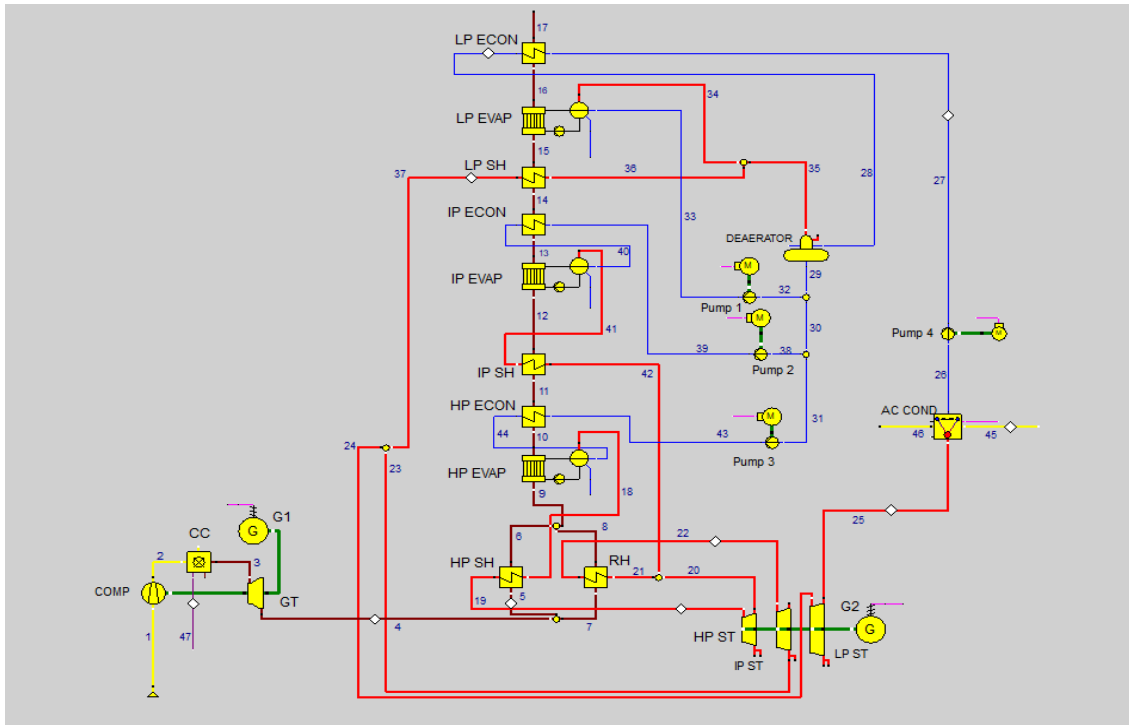 17
LP ECON
16
34
LP EVAP
15
37
LP SH
36
35
28
27
14
IP ECON
33
DEAERATOR
13
40
M
29
IP EVAP
Pump 1
32
12
M
30
41
Pump 4
M
39
38
IP SH
42
Pump 2
26
11
HP ECON
AC COND
M
31
44
43
46
45
24
10
23
Pump 3
HP EVAP
9
18
25
G1
8
G
CC
6
22
2
3
HP SH
RH
21
20
COMP
5
GT
19
G2
4
7
G
1
47
HP ST
LP ST
IP ST